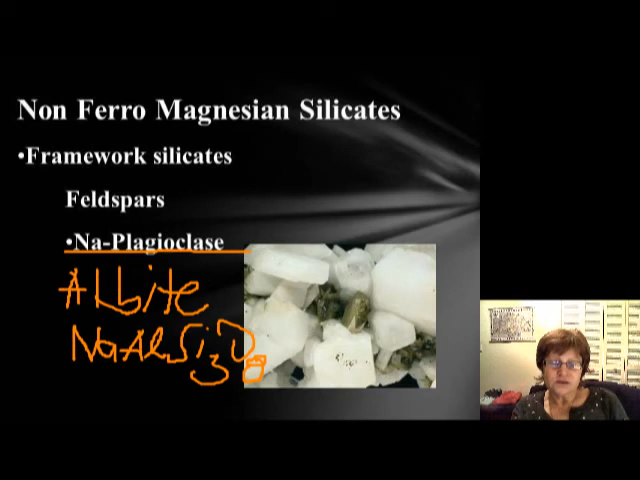 Non Ferro Magnesian Silicates
•Framework silicates
Feldspars
•Na-Plagioclase
Albite
NaAlSi3O8